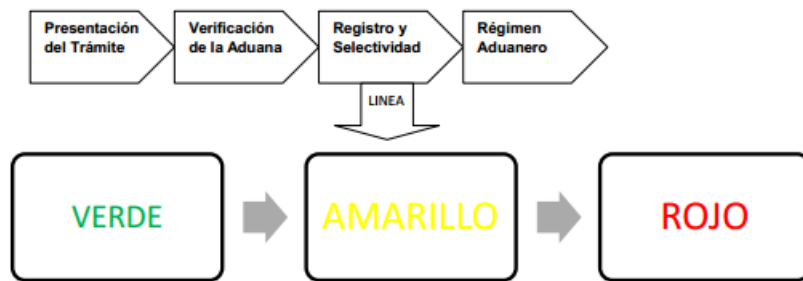 Presentación
del Trámite
Verificación
de la Aduana
Registro y
Selectividad
Régimen
Aduanero
LINEA
VERDE
AMARILLO
ROJO